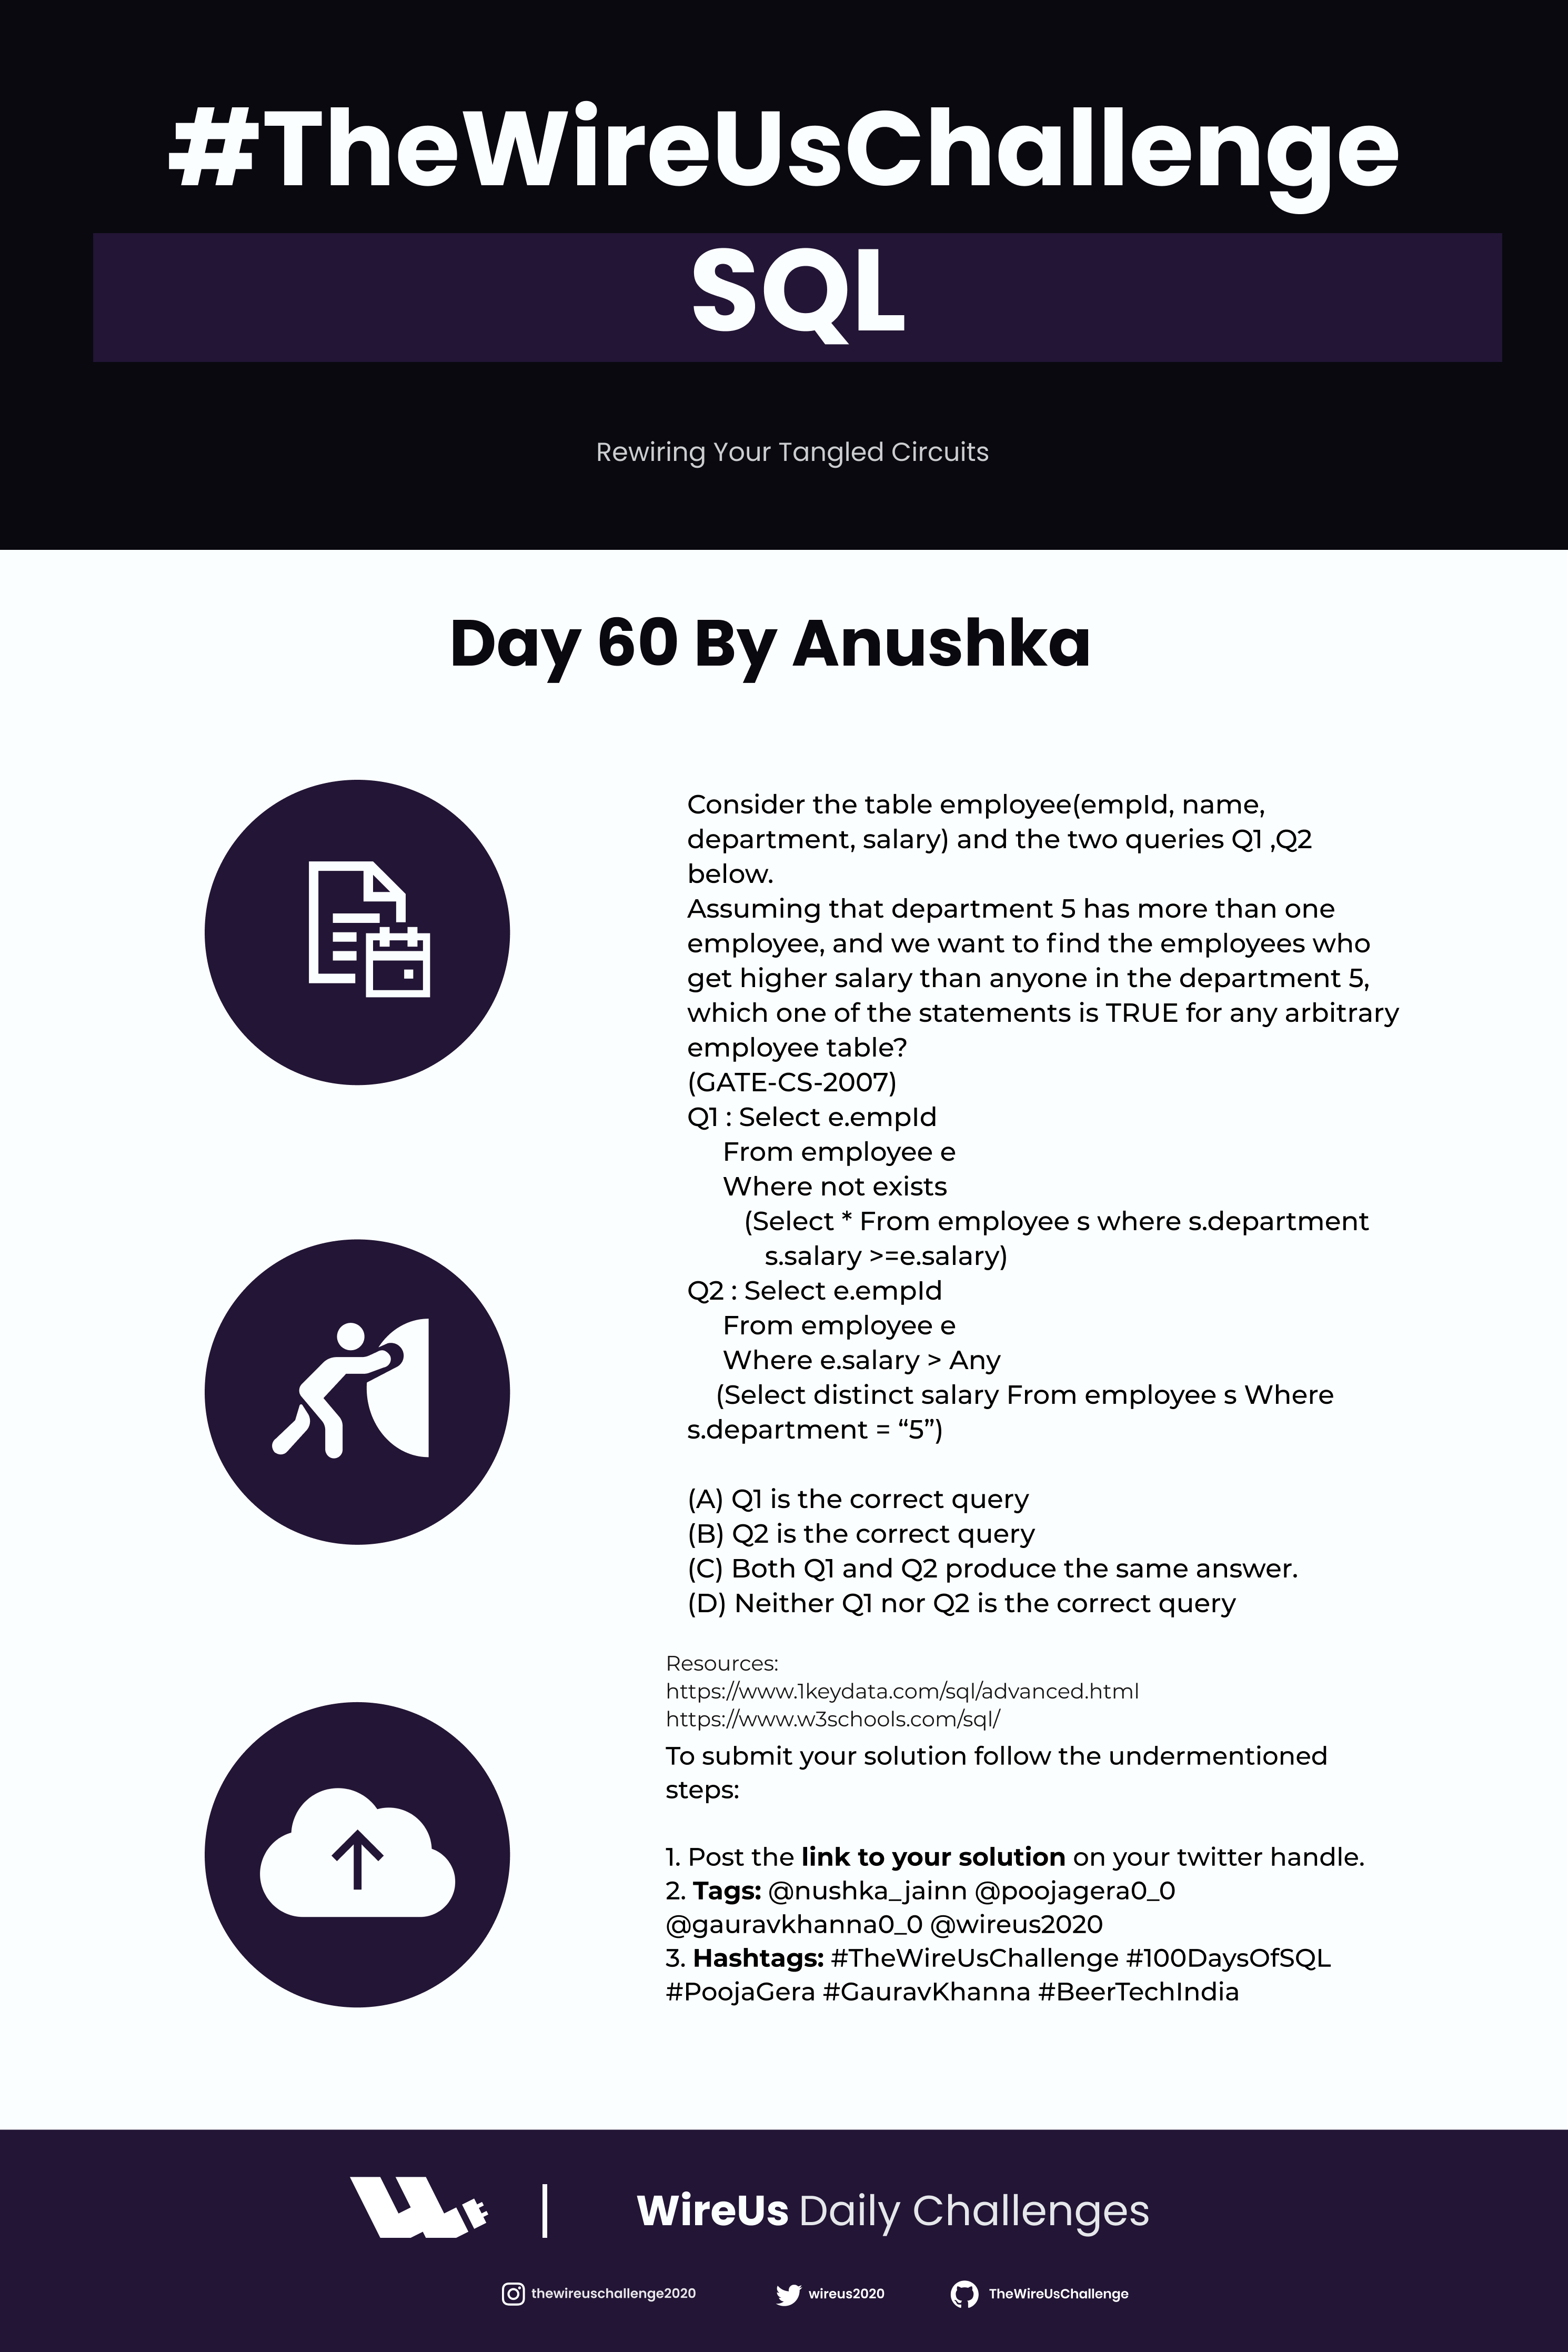 #TheWireUsChallenge
SQL
Rewiring Your Tangled Circuits
Day 60 By Anushka
Consider the table employee(empId, name,
department, salary) and the two queries Q1 ,Q2
below.
Assuming that department 5 has more than one
employee, and we want to find the employees who
get higher salary than anyone in the department 5,
which one of the statements is TRUE for any arbitrary
employee table?
(GATE-CS-2007)
Q1 : Select e.empId
From employee e
Where not exists
(Select * From employee s where s.department
s.salary >=e.salary)
Q2 : Select e.empId
From employee e
Where e.salary > Any
(Select distinct salary From employee s Where
s.department = “5”)
(A) Q1 is the correct query
(B) Q2 is the correct query
(C) Both Q1 and Q2 produce the same answer.
(D) Neither Q1 nor Q2 is the correct query
Resources:
https://www.1keydata.com/sql/advanced.html
https://www.w3schools.com/sql/
To submit your solution follow the undermentioned
steps:
1. Post the link to your solution on your twitter handle.
2. Tags: @nushka_jainn @poojagera0_0
@gauravkhanna0_0 @wireus2020
3. Hashtags: #TheWireUsChallenge #100DaysOfSQL
#PoojaGera #GauravKhanna #BeerTechIndia
WireUs Daily Challenges
thewireuschallenge2020 wireus2020 TheWireUsChallenge